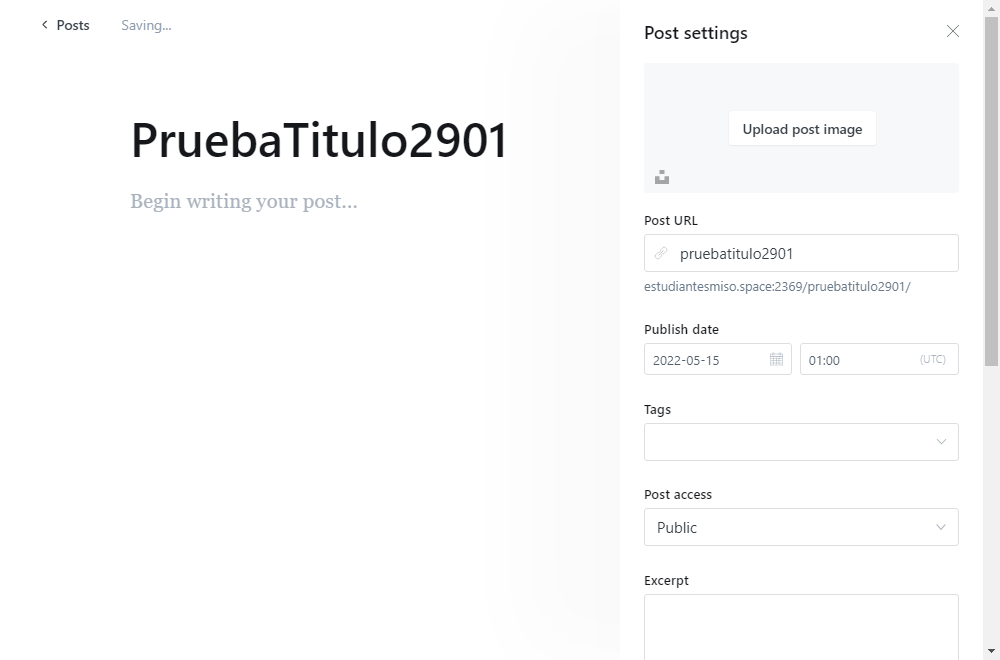 Posts
Saving...
PruebaTitulo2901
Begin writing your post...
Post settings
Upload post image
Post URL
pruebatitulo2901
estudiantesmiso.space:2369/pruebatitulo2901/
Publish date
2022-05-15
01:00
(UTC)
Tags
Post access
Public
Excerpt